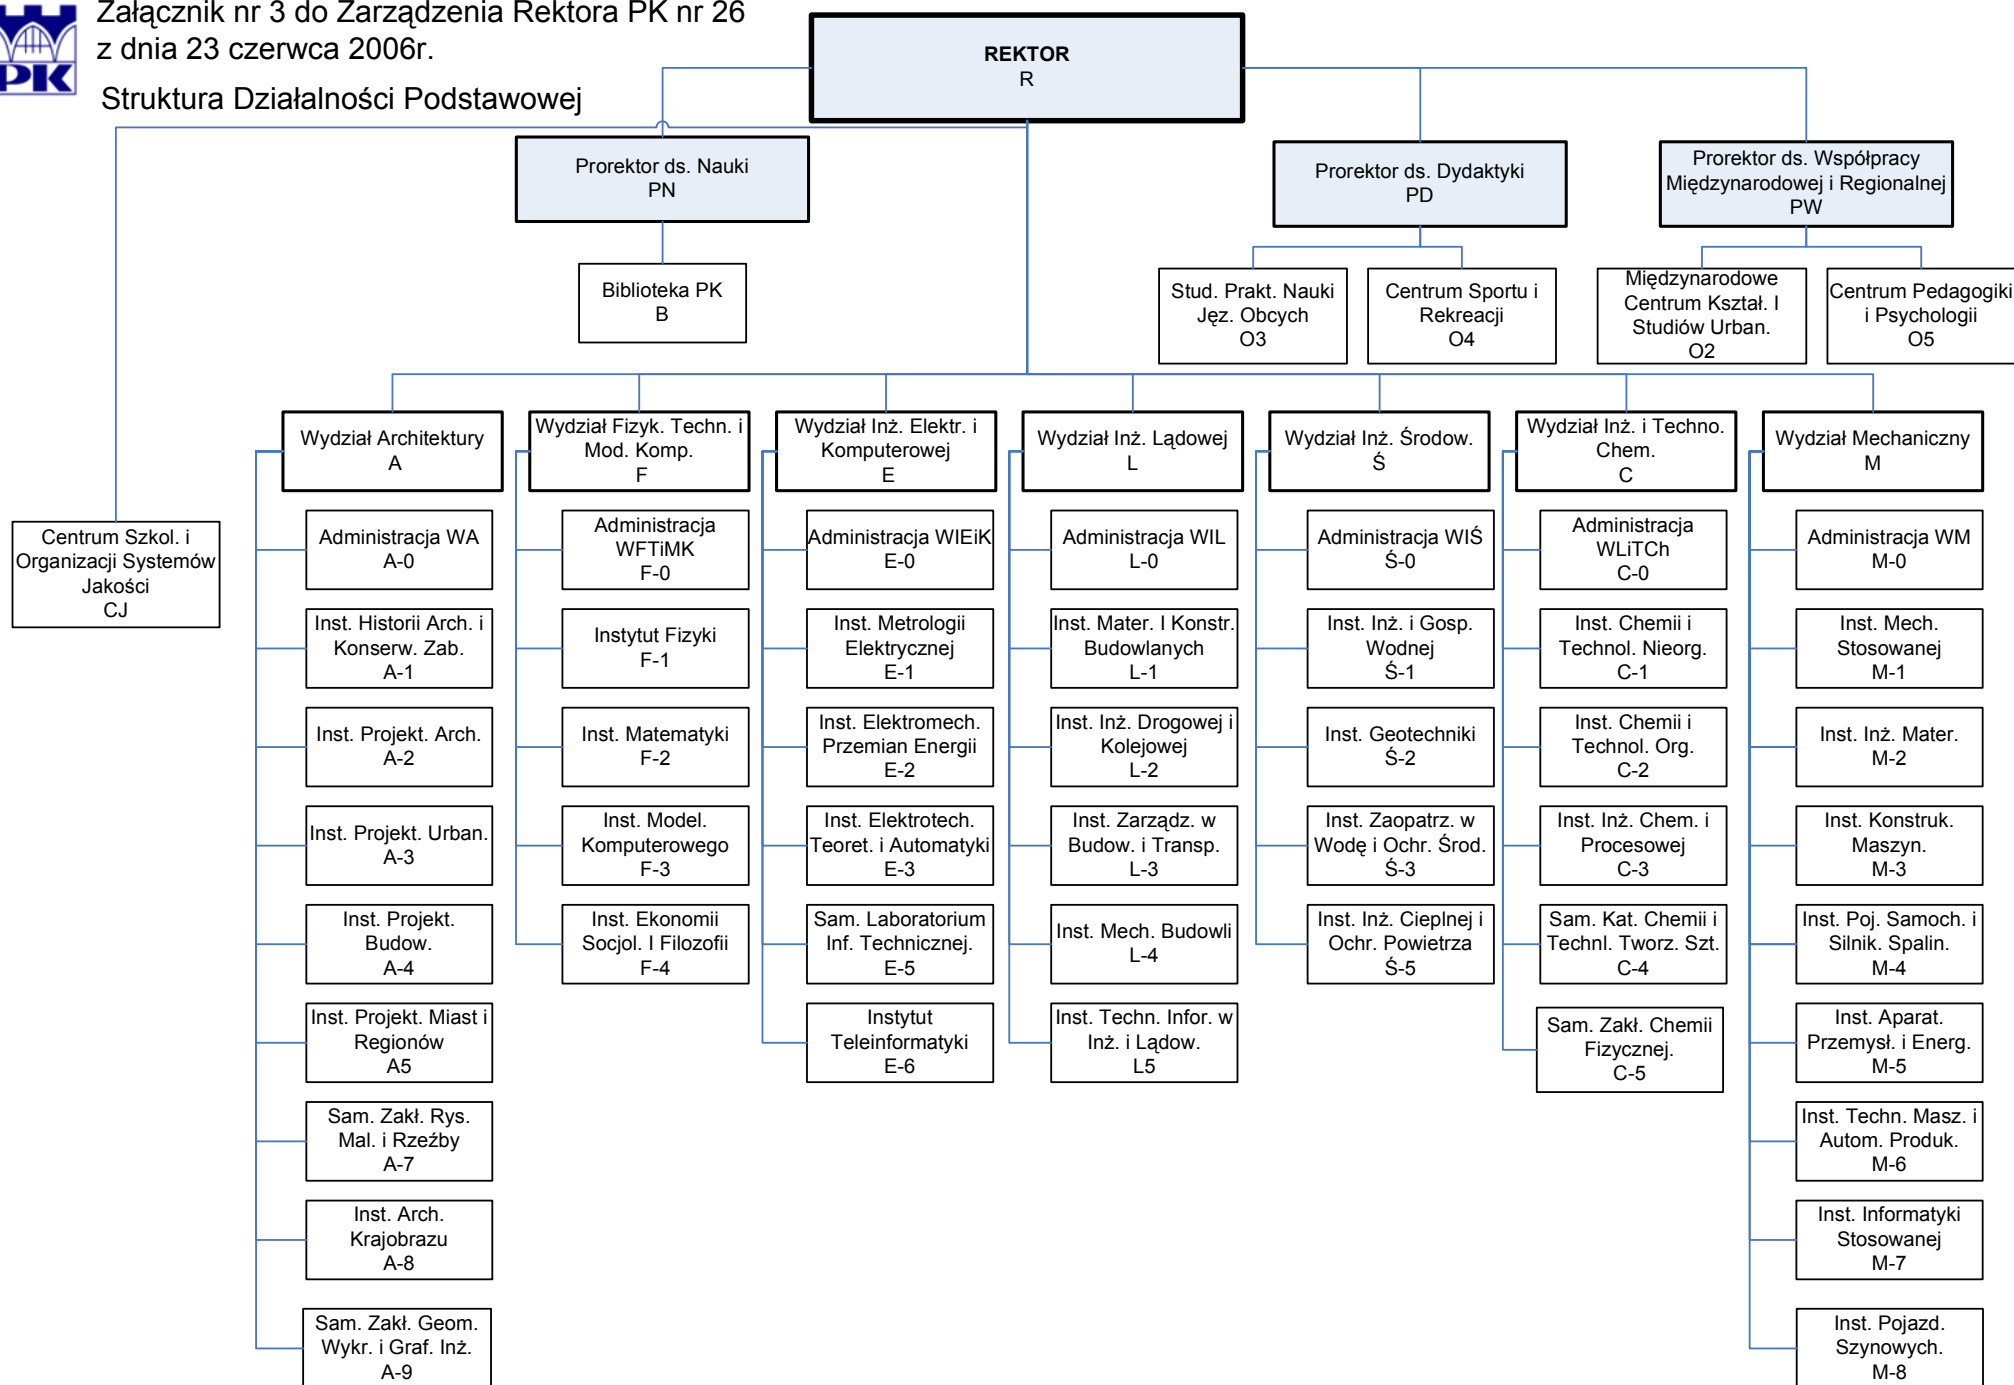 Załącznik nr 3 do Zarządzenia Rektora PK nr 26
z dnia 23 czerwca 2006r.
PK
Struktura Działalności Podstawowej
REKTOR
R
Prorektor ds. Nauki
PN
Prorektor ds. Dydaktyki
PD
Prorektor ds. Współpracy
Międzynarodowej i Regionalnej
PW
Biblioteka PK
B
Stud. Prakt. Nauki
Jęz. Obcych
O3
Centrum Sportu i
Rekreacji
O4
Międzynarodowe
Centrum Kształ. I
Studiów Urban.
O2
Centrum Pedagogiki
i Psychologii
O5
Centrum Szkol. i
Organizacji Systemów
Jakości
CJ
Wydział Architektury
A
Administracja WA
A-0
Inst. Historii Arch. i
Konserw. Zab.
A-1
Inst. Projekt. Arch.
A-2
Inst. Projekt. Urban.
A-3
Inst. Projekt.
Budow.
A-4
Inst. Projekt. Miast i
Regionów
A5
Sam. Zakł. Rys.
Mal. i Rzeźby
A-7
Inst. Arch.
Krajobrazu
A-8
Sam. Zakł. Geom.
Wykr. i Graf. Inż.
A-9
Wydział Fizyk. Techn. i
Mod. Komp.
F
Administracja
WFTiMK
F-0
Instytut Fizyki
F-1
Inst. Matematyki
F-2
Inst. Model.
Komputerowego
F-3
Inst. Ekonomii
Socjol. I Filozofii
F-4
Wydział Inż. Elektr. i
Komputerowej
E
Administracja WIEiK
E-0
Inst. Metrologii
Elektrycznej
E-1
Inst. Elektromech.
Przemian Energii
E-2
Inst. Elektrotech.
Teoret. i Automatyki
E-3
Sam. Laboratorium
Inf. Technicznej.
E-5
Instytut
Teleinformatyki
E-6
Wydział Inż. Lądowej
L
Administracja WIL
L-0
Inst. Mater. I Konstr.
Budowlanych
L-1
Inst. Inż. Drogowej i
Kolejowej
L-2
Inst. Zarządz. w
Budow. i Transp.
L-3
Inst. Mech. Budowli
L-4
Inst. Techn. Infor. w
Inż. i Lądow.
L5
Wydział Inż. Środow.
Ś
Administracja WIŚ
Ś-0
Inst. Inż. i Gosp.
Wodnej
Ś-1
Inst. Geotechniki
Ś-2
Inst. Zaopatrz. w
Wodę i Ochr. Środ.
Ś-3
Inst. Inż. Cieplnej i
Ochr. Powietrza
Ś-5
Wydział Inż. i Techno.
Chem.
C
Administracja
WLiTCh
C-0
Inst. Chemii i
Technol. Nieorg.
C-1
Inst. Chemii i
Technol. Org.
C-2
Inst. Inż. Chem. i
Procesowej
C-3
Sam. Kat. Chemii i
Technl. Tworz. Szt.
C-4
Sam. Zakł. Chemii
Fizycznej.
C-5
Wydział Mechaniczny
M
Administracja WM
M-0
Inst. Mech.
Stosowanej
M-1
Inst. Inż. Mater.
M-2
Inst. Konstruk.
Maszyn.
M-3
Inst. Poj. Samoch. i
Silnik. Spalin.
M-4
Inst. Aparat.
Przemysł. i Energ.
M-5
Inst. Techn. Masz. i
Autom. Produk.
M-6
Inst. Informatyki
Stosowanej
M-7
Inst. Pojazd.
Szynowych.
M-8